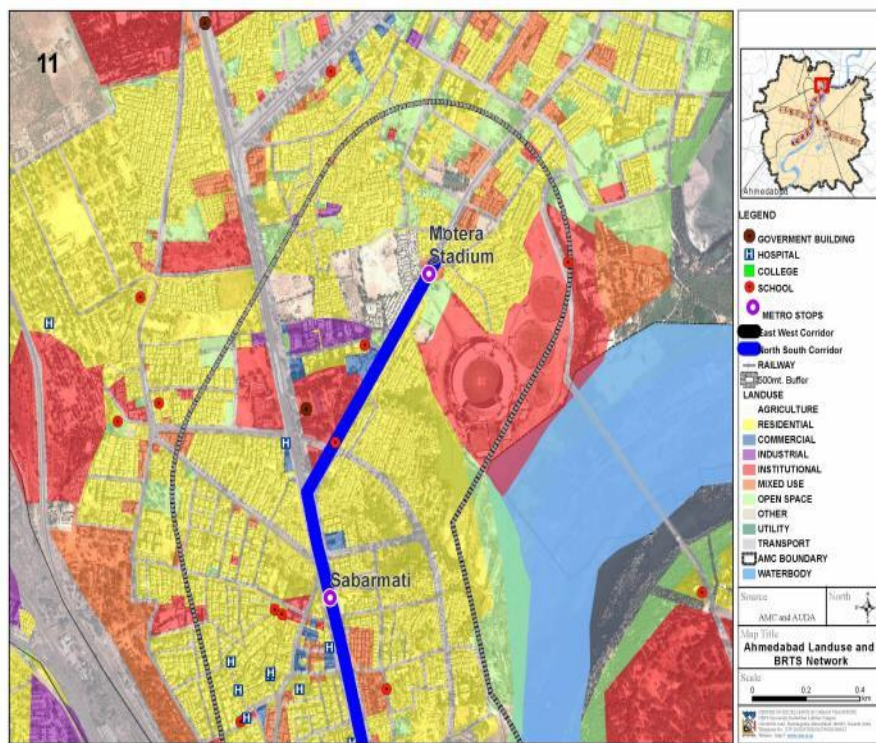 11
Motera
Stadium
Sabarmati
H
H
H
H
H
H
H
H
H
H
Ahmedabad
LEGEND
GOVERMENT BUILDING
H HOSPITAL
COLLEGE
SCHOOL
METRO STOPS
East West Corridor
North South Corridor
RAILWAY
500mt. Buffer
LANDUSE
AGRICULTURE
RESIDENTIAL
COMMERCIAL
INDUSTRIAL
INSTITUTIONAL
MIXED USE
OPEN SPACE
OTHER
UTILITY
TRANSPORT
AMC BOUNDARY
WATERBODY
Source
North
AMC and AUDA
Map Title
Ahmedabad Landuse and
BRTS Network
Scale
0 0.2 0.4
km